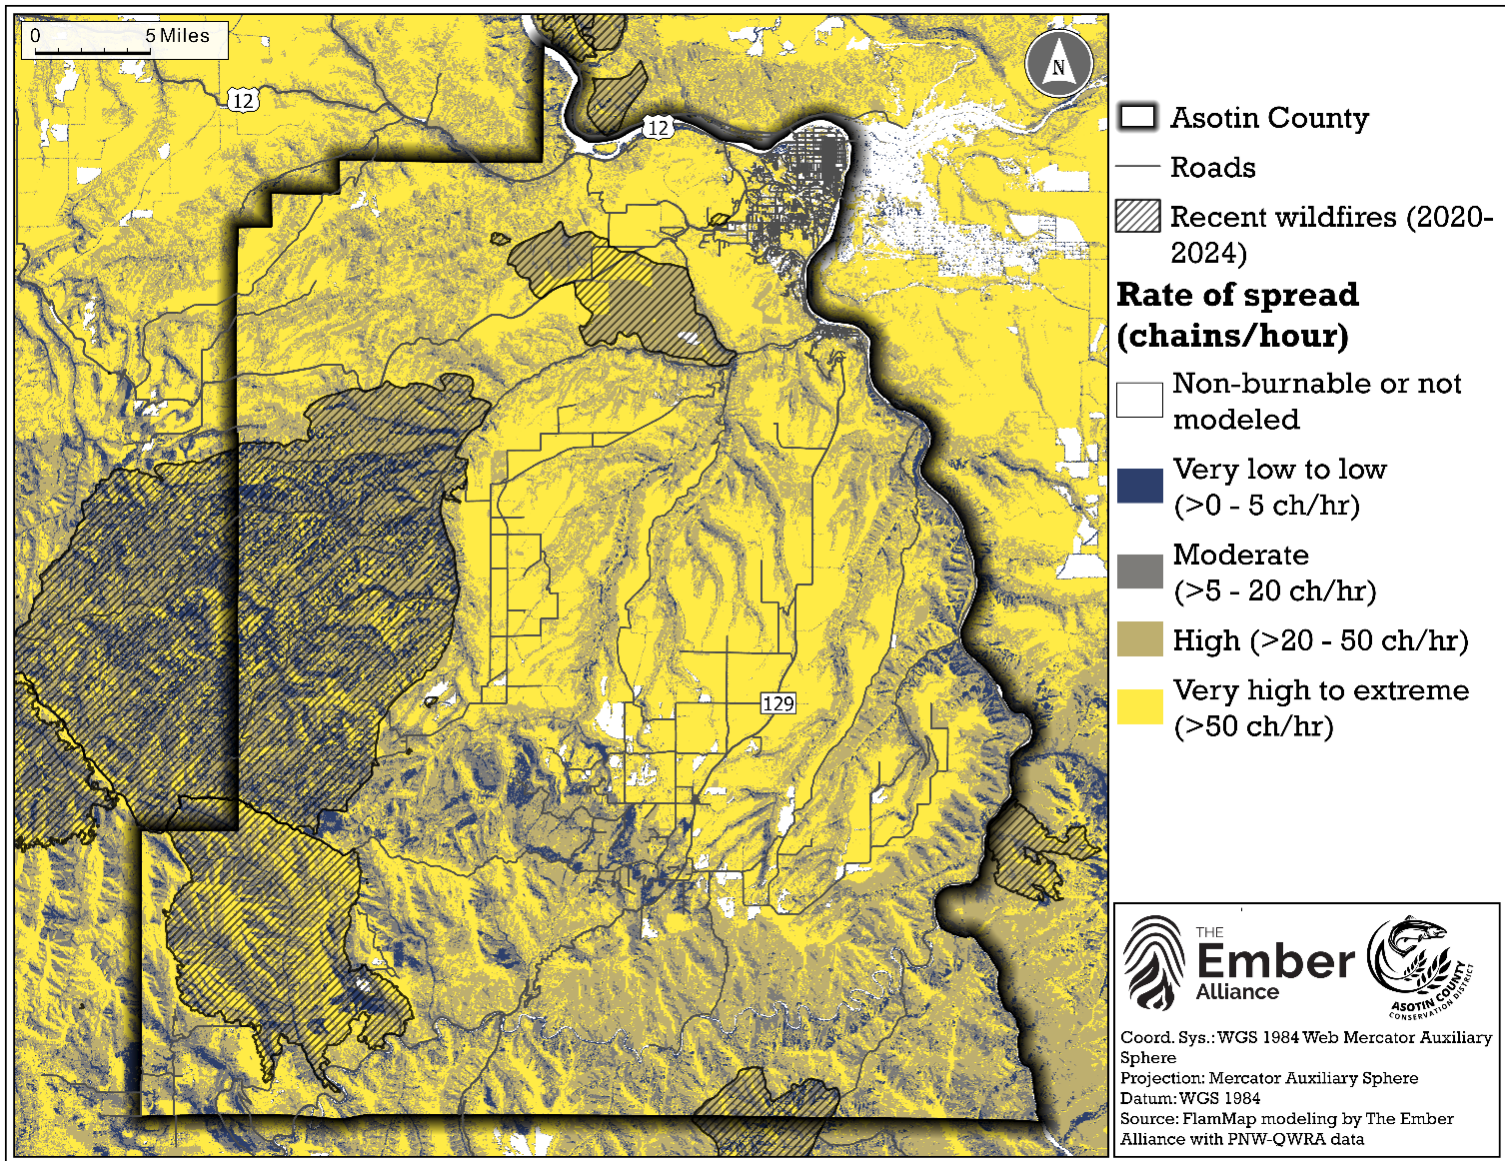 0 5 Miles
12
12
N
129
Asotin County
Roads
Recent wildfires (2020-
2024)
Rate of spread
(chains/hour)
Non-burnable or not
modeled
Very low to low
(>0 - 5 ch/hr)
Moderate
(>5 - 20 ch/hr)
High (>20 - 50 ch/hr)
Very high to extreme
(>50 ch/hr)
THE
Ember
Alliance
ASOTIN COUNTY
CONSERVATION DISTRICT
Coord. Sys.: WGS 1984 Web Mercator Auxiliary
Sphere
Projection: Mercator Auxiliary Sphere
Datum: WGS 1984
Source: FlamMap modeling by The Ember
Alliance with PNW-QWRA data